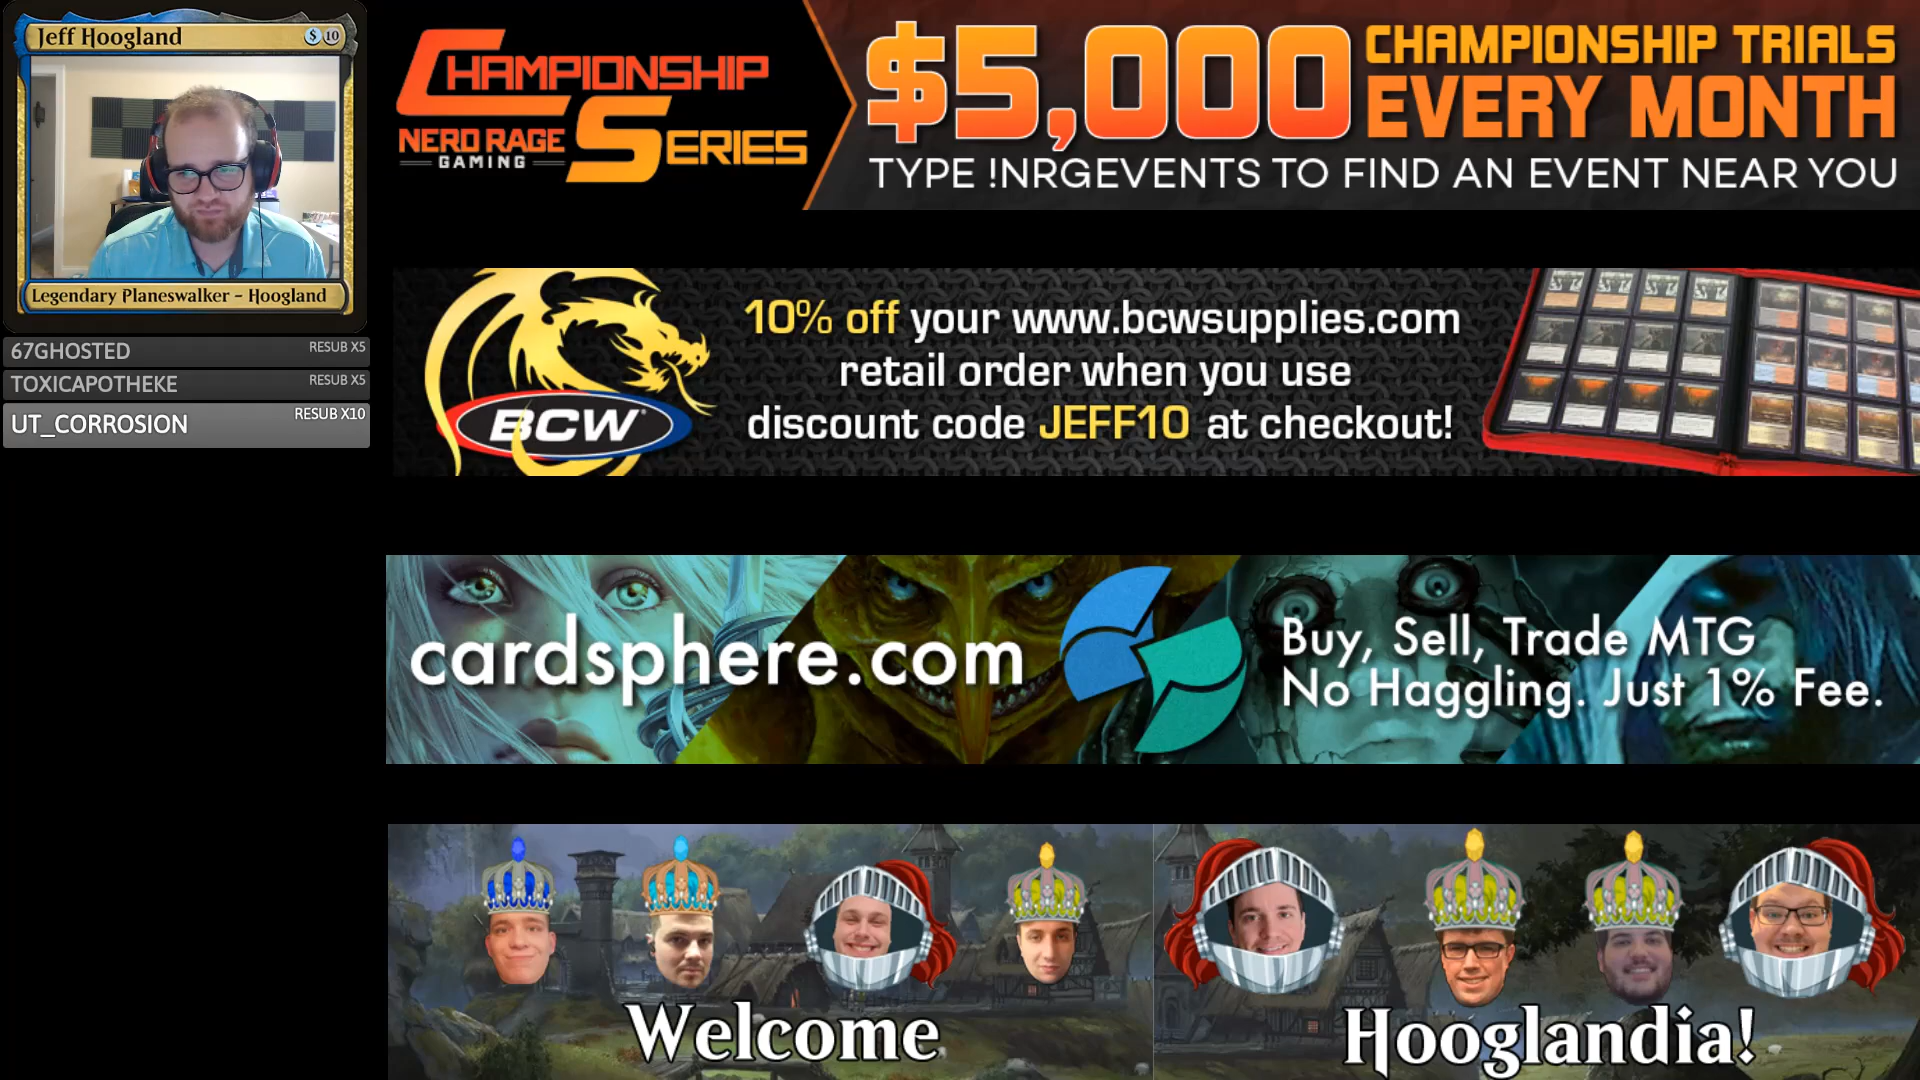 Jeff Hoogland
$ 10
Legendary Planeswalker - Hoogland
67GHOSTED RESUB X5
TOXICAPOTHEKE RESUB X5
UT_CORROSION RESUB X10
CHAMPIONSHIP
NERD RAGE
GAMING
SERIES
$5,000
CHAMPIONSHIP TRIALS
EVERY MONTH
TYPE !NRGEVENTS TO FIND AN EVENT NEAR YOU
BCW
10% off your www.bcwsupplies.com
retail order when you use
discount code JEFF10 at checkout!
cardsphere.com
Buy, Sell, Trade MTG
No Haggling. Just 1% Fee.
Welcome
Hooglandia!